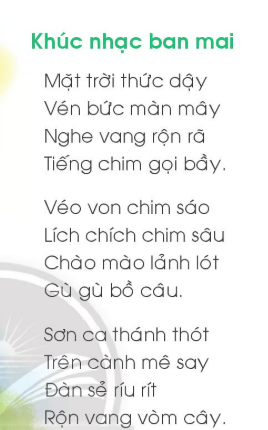 Khúc nhạc ban mai
Mặt trời thức dậy
Vén bức màn mây
Nghe vang rộn rã
Tiếng chim gọi bầy.
Véo von chim sáo
Lích chích chim sâu
Chào mào lảnh lót
Gù gù bồ câu.
Sơn ca thánh thót
Trên cành mê say
Đàn sẻ ríu rít
Rộn vang vòm cây.